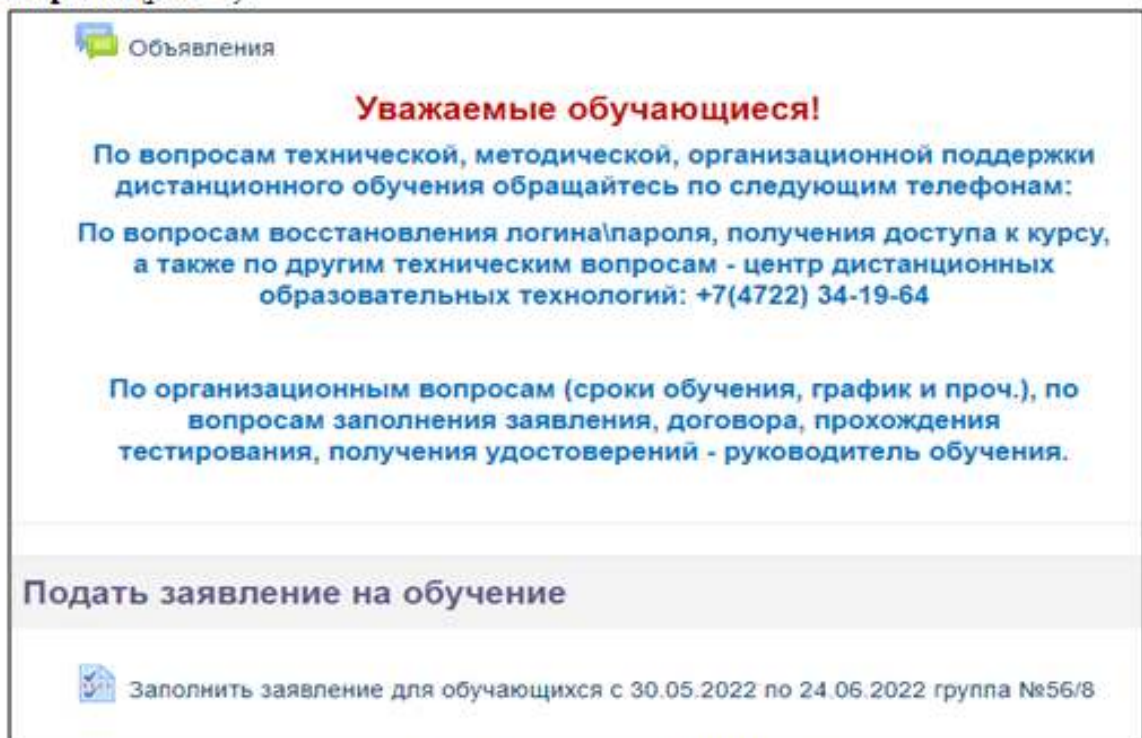 Объявления
Уважаемые обучающиеся!
По вопросам технической, методической, организационной поддержки
дистанционного обучения обращайтесь по следующим телефонам:
По вопросам восстановления логина\пароля, получения доступа к курсу,
а также по другим техническим вопросам - центр дистанционных
образовательных технологий: +7(4722) 34-19-64
По организационным вопросам (сроки обучения, график и проч.), по
вопросам заполнения заявления, договора, прохождения
тестирования, получения удостоверений - руководитель обучения.
Подать заявление на обучение
Заполнить заявление для обучающихся с 30.05.2022 по 24.06.2022 группа №56/8